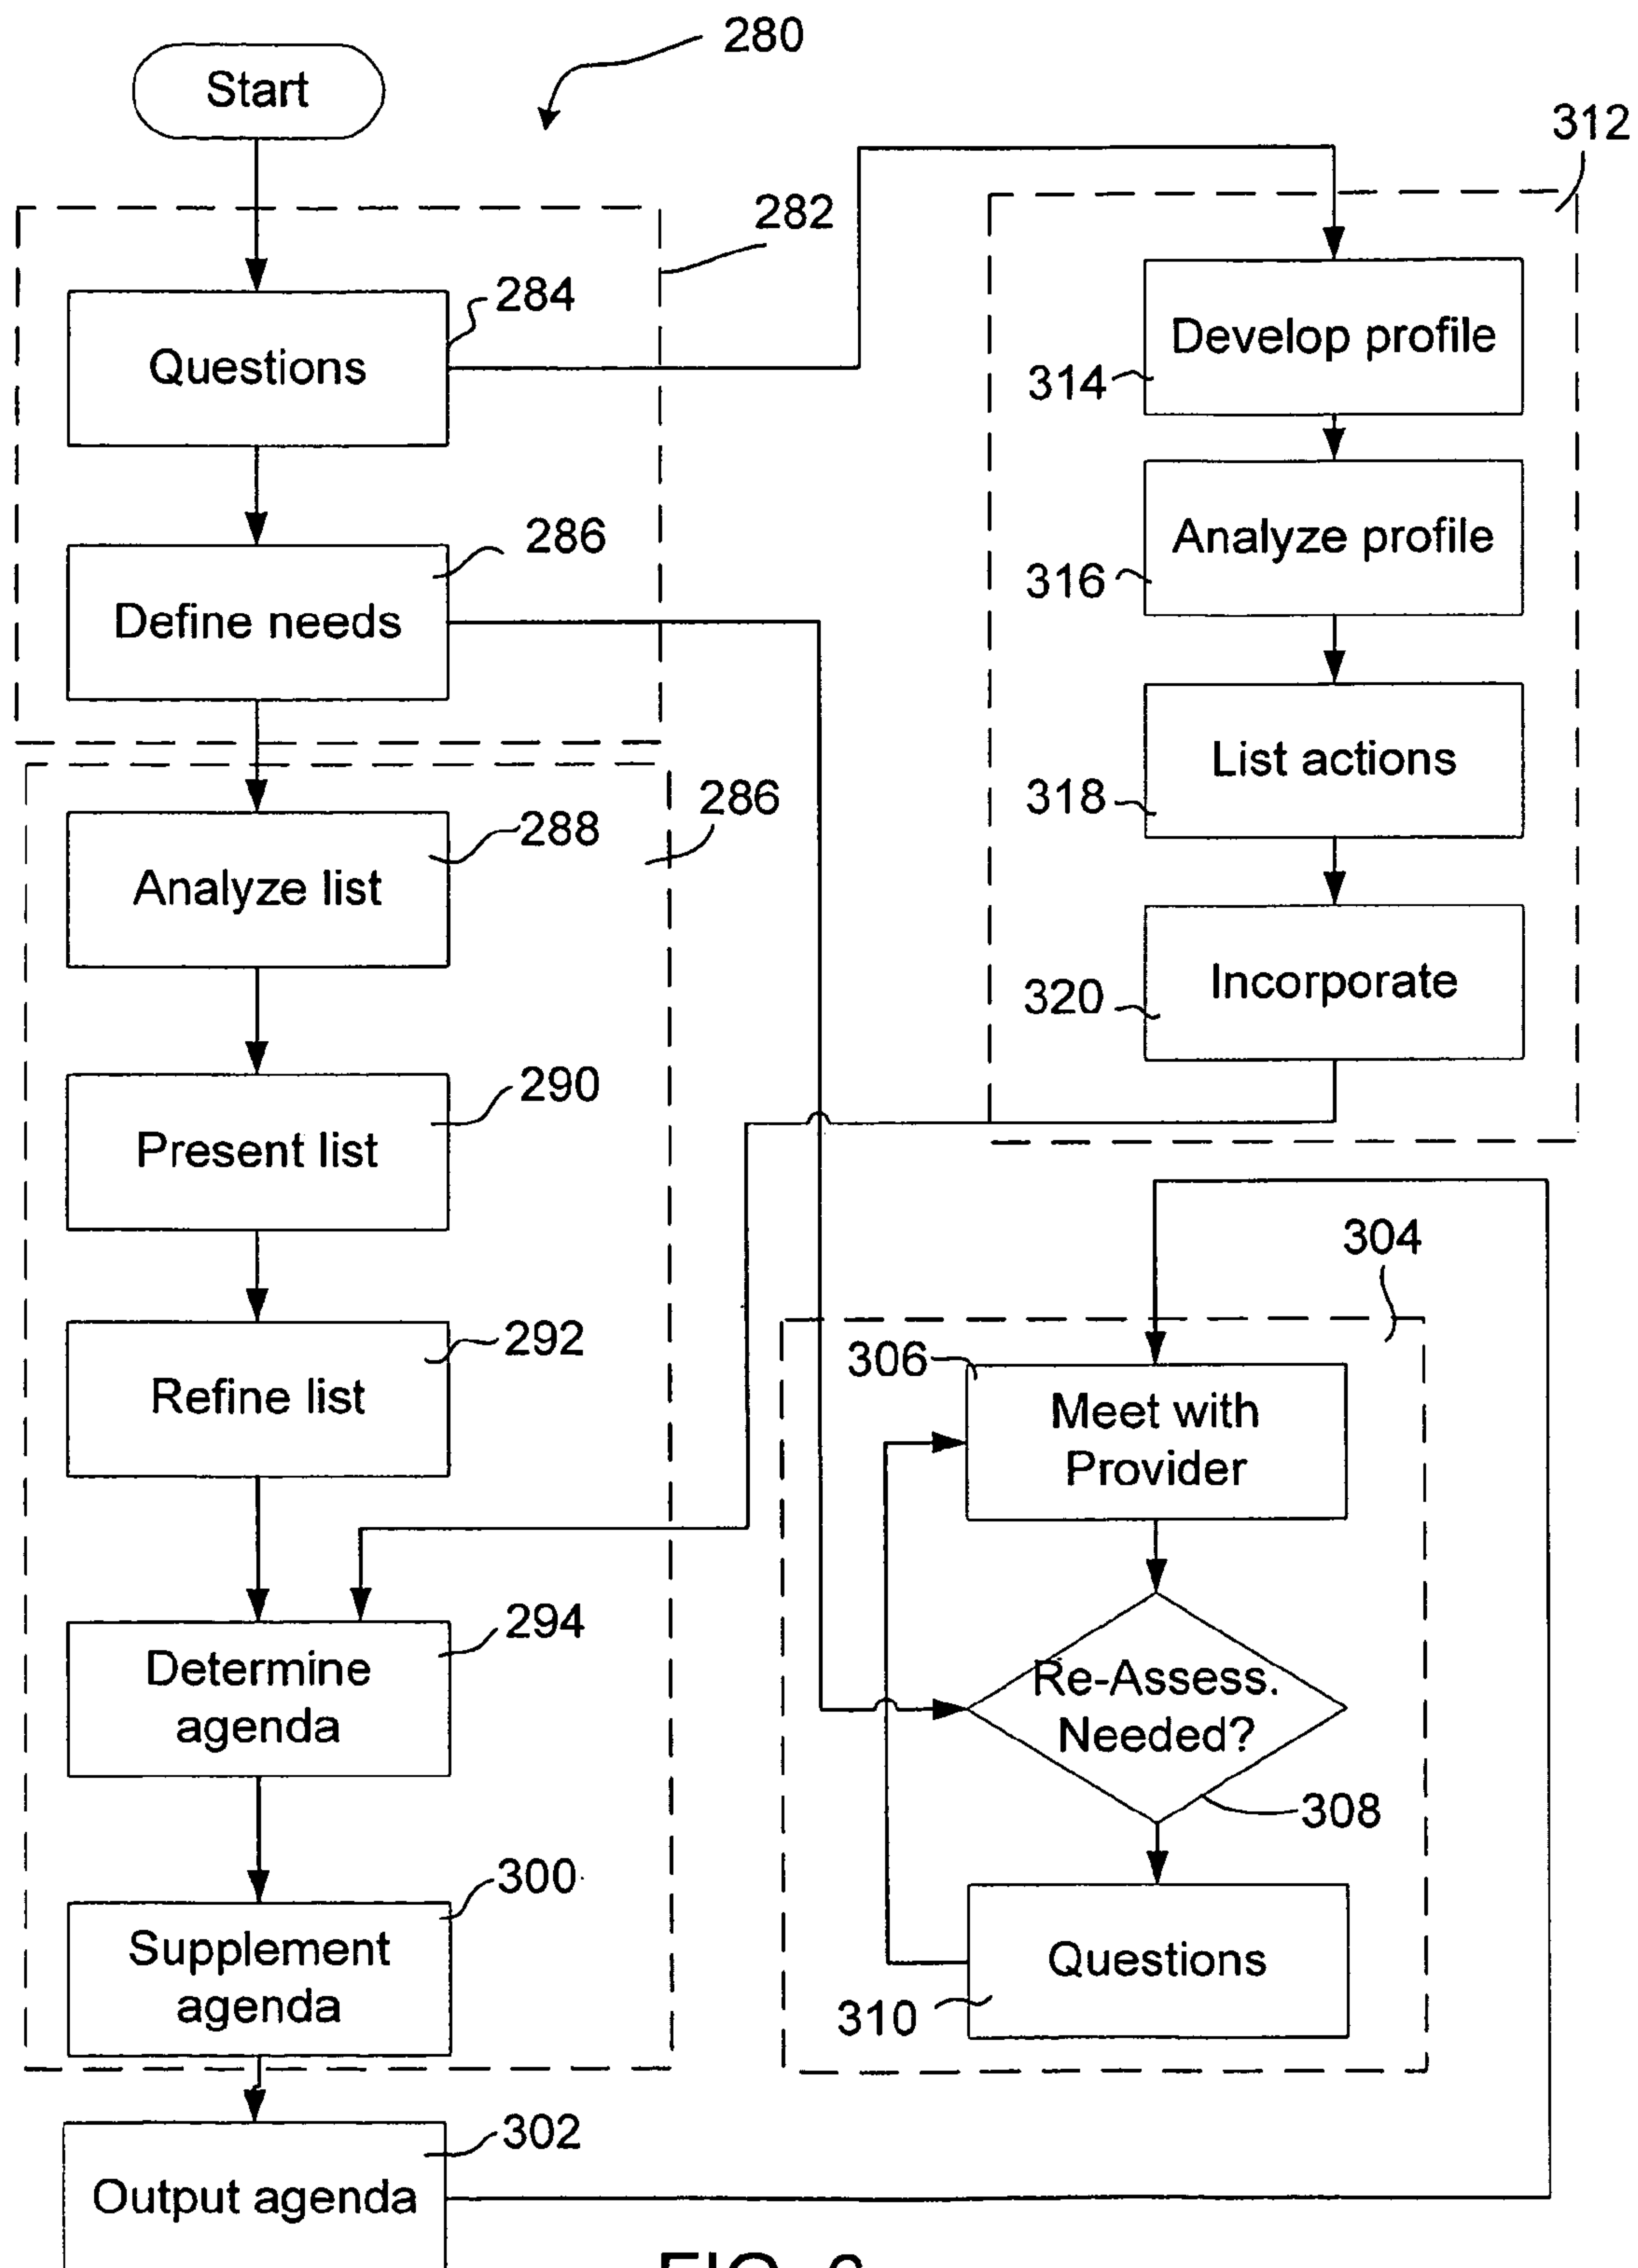 280
Start
312
282
284
Questions
Develop profile
314
286
Define needs
Analyze profile
316
List actions
318
286
288
Analyze list
Incorporate
320
290
Present list
304
292
Refine list
306
Meet with
Provider
294
Determine
agenda
Re-Assess.
Needed?
308
300
Supplement
agenda
Questions
310
302
Output agenda
FIG.